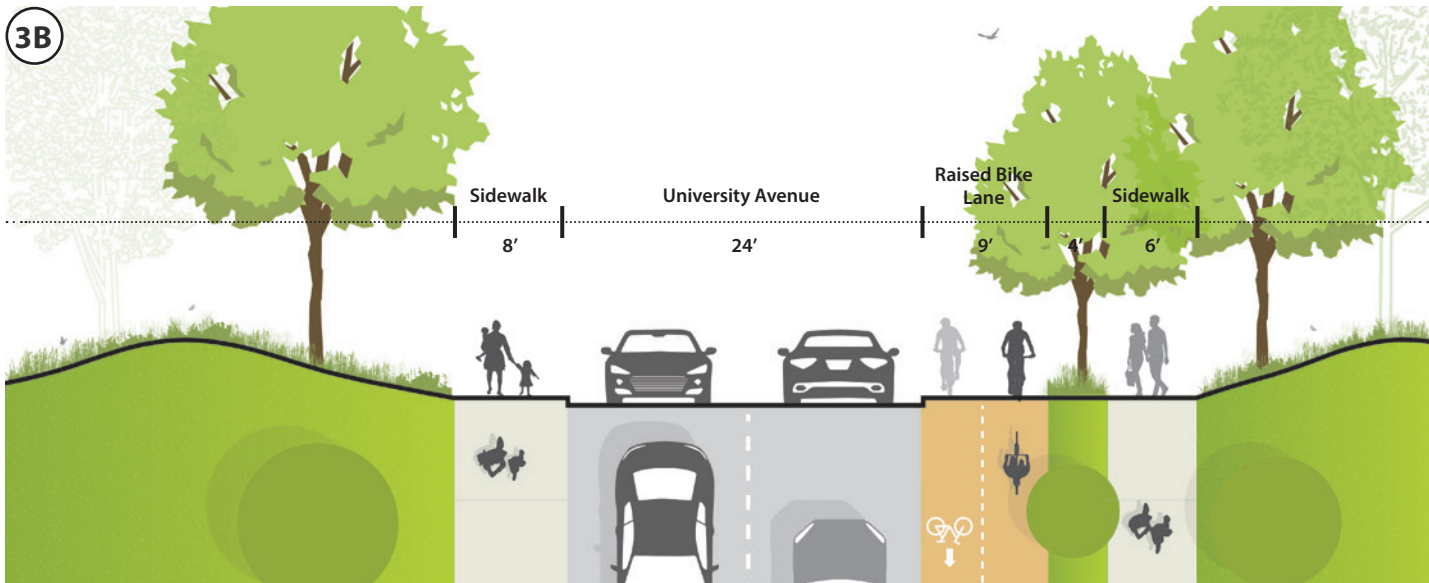 3B
Sidewalk
University Avenue
Raised Bike
Lane
Sidewalk
8’
24’
9’
4’
6’